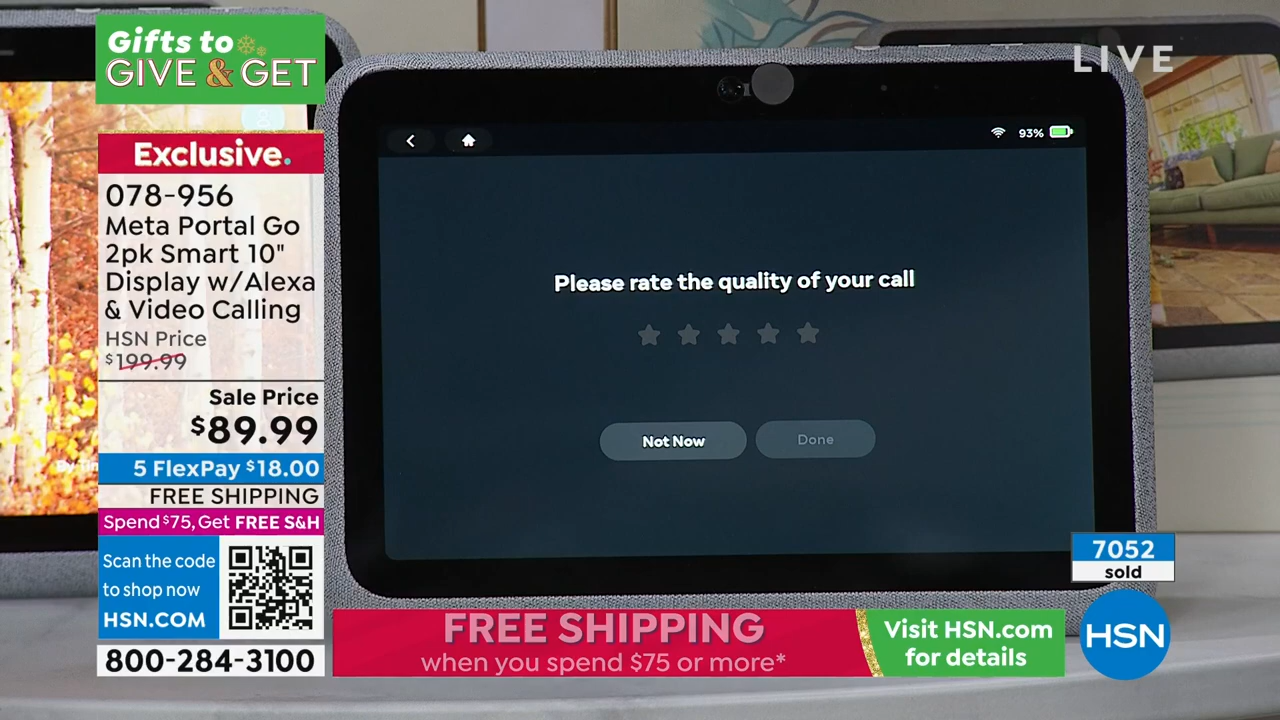 Gifts to
GIVE & GET
LIVE
Exclusive.
078-956
Meta Portal Go
2pk Smart 10"
Display w/Alexa
& Video Calling
HSN Price
$199.99
Sale Price
$89.99
5 FlexPay $18.00
FREE SHIPPING
Spend $75, Get FREE S&H
Scan the code
to shop now
HSN.COM
800-284-3100
93%
Please rate the quality of your call
Not Now
Done
7052
sold
FREE SHIPPING
when you spend $75 or more*
Visit HSN.com
for details
HSN